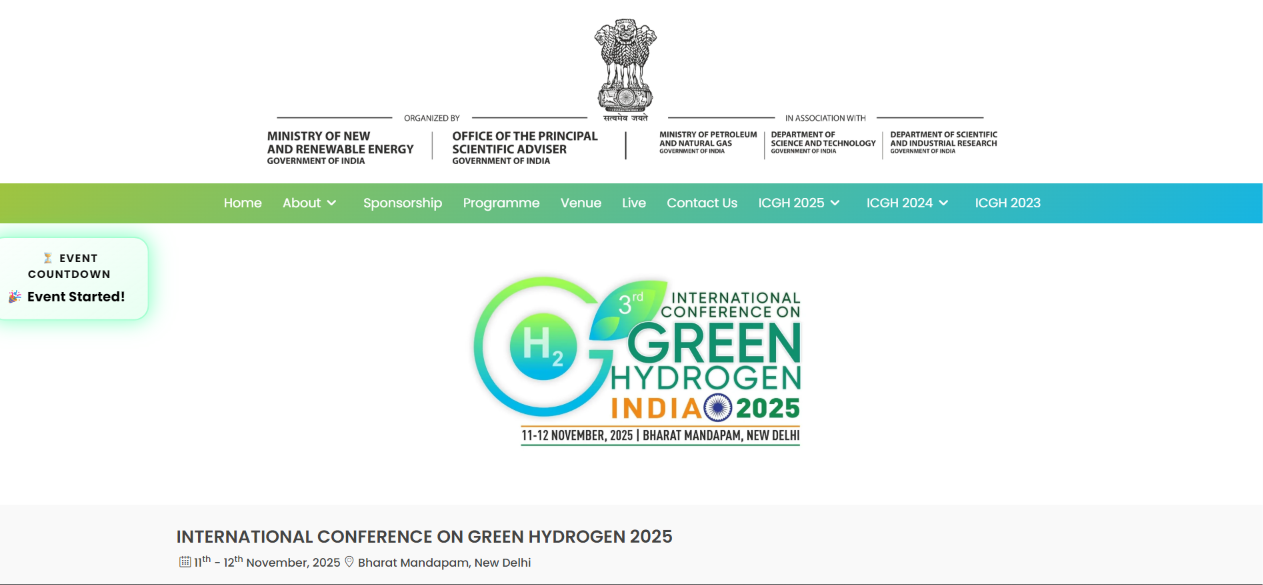 सत्यमेव जयते
ORGANIZED BY
IN ASSOCIATION WITH
MINISTRY OF NEW
AND RENEWABLE ENERGY
GOVERNMENT OF INDIA
OFFICE OF THE PRINCIPAL
SCIENTIFIC ADVISER
GOVERNMENT OF INDIA
MINISTRY OF PETROLEUM
AND NATURAL GAS
GOVERNMENT OF INDIA
DEPARTMENT OF
SCIENCE AND TECHNOLOGY
GOVERNMENT OF INDIA
DEPARTMENT OF SCIENTIFIC
AND INDUSTRIAL RESEARCH
GOVERNMENT OF INDIA
Home About Sponsorship Programme Venue Live Contact Us ICGH 2025 ICGH 2024 ICGH 2023
⏳ EVENT
COUNTDOWN
🎉 Event Started!
H2
3rd INTERNATIONAL
CONFERENCE ON
GREEN
HYDROGEN
INDIA 2025
11-12 NOVEMBER, 2025 | BHARAT MANDAPAM, NEW DELHI
INTERNATIONAL CONFERENCE ON GREEN HYDROGEN 2025
11th - 12th November, 2025 Bharat Mandapam, New Delhi